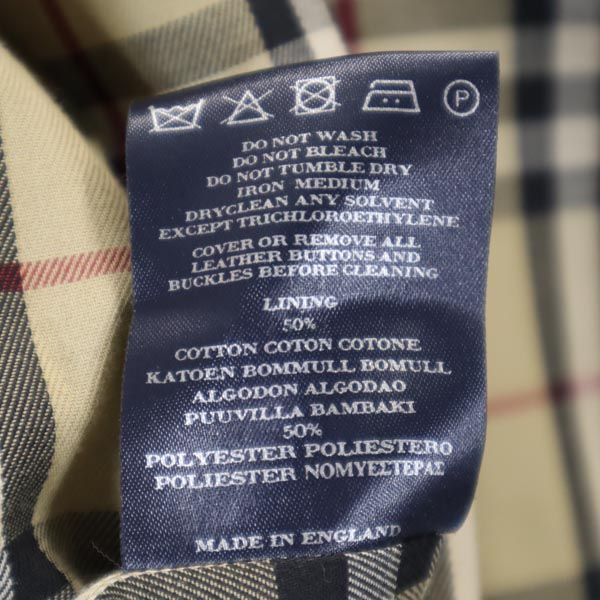 P
DO NOT WASH
DO NOT BLEACH
DO NOT TUMBLE DRY
IRON MEDIUM
DRYCLEAN ANY SOLVENT
EXCEPT TRICHLOROETHYLENE
COVER OR REMOVE ALL
LEATHER BUTTONS AND
BUCKLES BEFORE CLEANING
LINING
50%
COTTON COTON COTONE
KATOEN BOMMULL BOMULL
ALGODON ALGODAO
PUUVILLA BAMBAKI
50%
POLYESTER POLIESTERO
POLIESTER ΝΟΜΥΕΣΤΕΡΑΣ
MADE IN ENGLAND